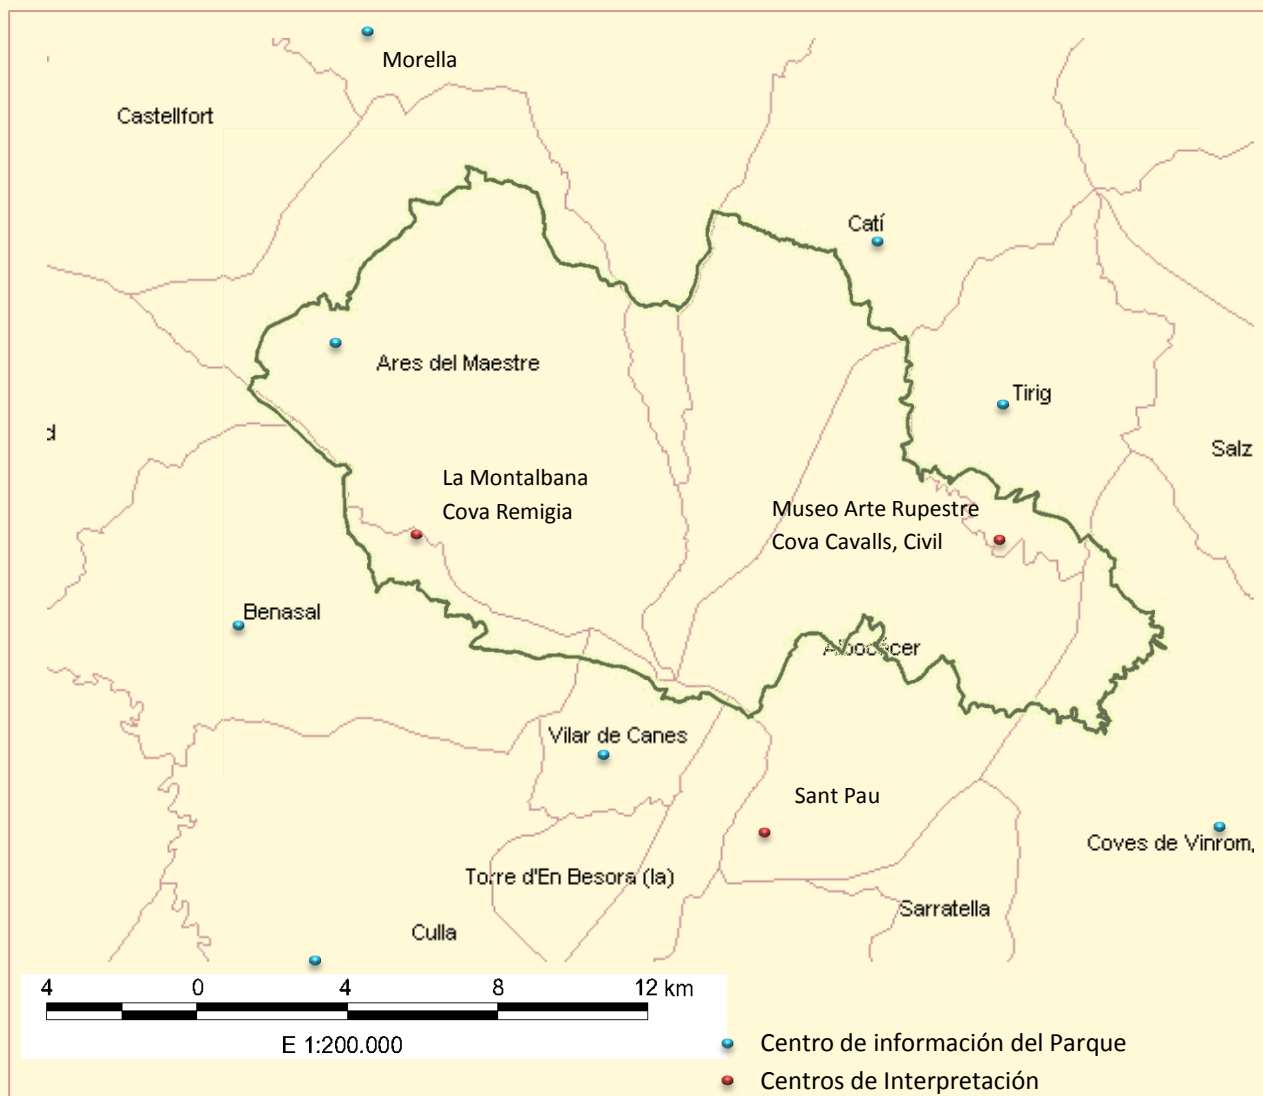 Morella
Castellfort
Catí
Ares del Maestre
Tirig
d
Salz
La Montalbana
Cova Remigia
Museo Arte Rupestre
Cova Cavalls, Civil
Benasal
Albocácer
Vilar de Canes
Sant Pau
Coves de Vinrom,
Torre d'En Besora (la)
Sarratella
Culla
4 0 4 8 12 km
E 1:200.000
Centro de información del Parque
Centros de Interpretación